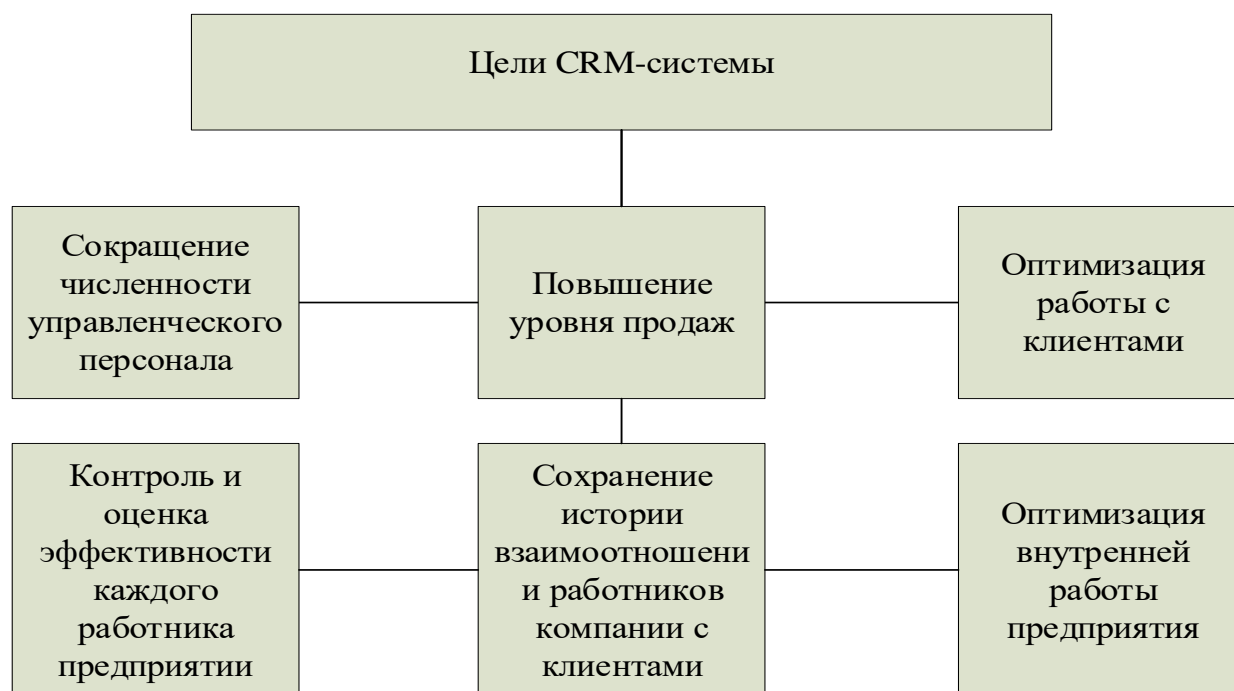 Цели CRM-системы
Сокращение
численности
управленческого
персонала
Повышение
уровня продаж
Оптимизация
работы с
клиентами
Контроль и
оценка
эффективности
каждого
работника
предприятии
Сохранение
истории
взаимоотношени
и работников
компании с
клиентами
Оптимизация
внутренней
работы
предприятия